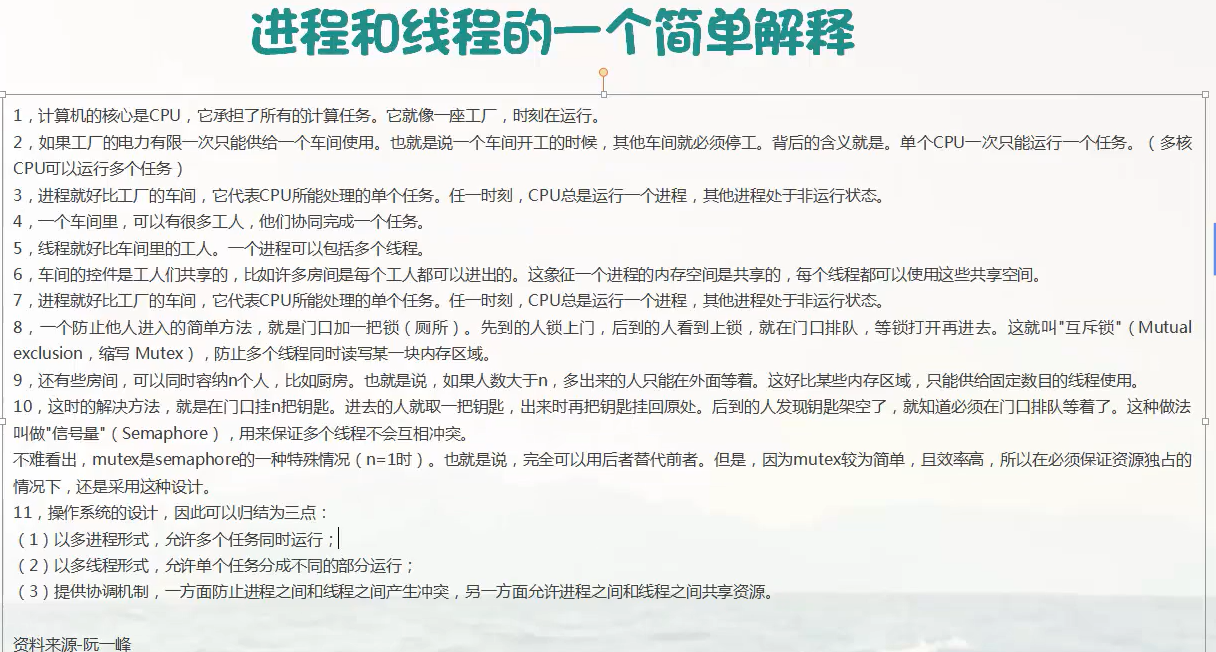 进程和线程的一个简单解释
1，计算机的核心是CPU，它承担了所有的计算任务。它就像一座工厂，时刻在运行。
2，如果工厂的电力有限一次只能供给一个车间使用。也就是说一个车间开工的时候，其他车间就必须停工。背后的含义就是。单个CPU一次只能运行一个任务。（多核
CPU可以运行多个任务）
3，进程就好比工厂的车间，它代表CPU所能处理的单个任务。任一时刻，CPU总是运行一个进程，其他进程处于非运行状态。
4，一个车间里，可以有很多工人，他们协同完成一个任务。
5，线程就好比车间里的工人。一个进程可以包括多个线程。
6，车间的控件是工人们共享的，比如许多房间是每个工人都可以进出的。这象征一个进程的内存空间是共享的，每个线程都可以使用这些共享空间。
7，进程就好比工厂的车间，它代表CPU所能处理的单个任务。任一时刻，CPU总是运行一个进程，其他进程处于非运行状态。
8，一个防止他人进入的简单方法，就是门口加一把锁（厕所）。先到的人锁上门，后到的人看到上锁，就在门口排队，等锁打开再进去。这就叫"互斥锁"（Mutual
exclusion，缩写 Mutex），防止多个线程同时读写某一块内存区域。
9，还有些房间，可以同时容纳n个人，比如厨房。也就是说，如果人数大于n，多出来的人只能在外面等着。这好比某些内存区域，只能供给固定数目的线程使用。
10，这时的解决方法，就是在门口挂n把钥匙。进去的人就取一把钥匙，出来时再把钥匙挂回原处。后到的人发现钥匙架空了，就知道必须在门口排队等着了。这种做法
叫做"信号量"（Semaphore），用来保证多个线程不会互相冲突。
不难看出，mutex是semaphore的一种特殊情况（n=1时）。也就是说，完全可以用后者替代前者。但是，因为mutex较为简单，且效率高，所以在必须保证资源独占的
情况下，还是采用这种设计。
11，操作系统的设计，因此可以归结为三点：
（1）以多进程形式，允许多个任务同时运行；
（2）以多线程形式，允许单个任务分成不同的部分运行；
（3）提供协调机制，一方面防止进程之间和线程之间产生冲突，另一方面允许进程之间和线程之间共享资源。
资料来源-阮一峰